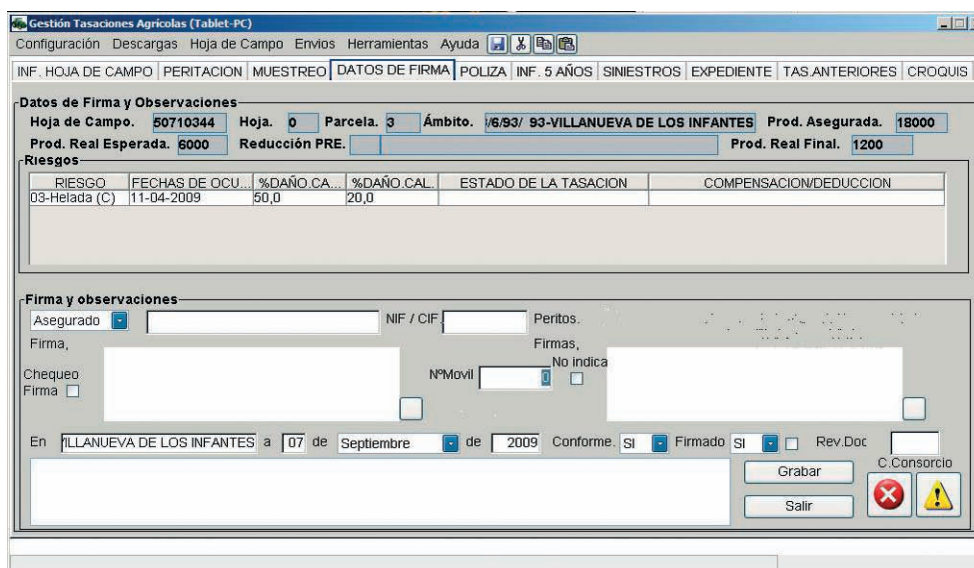 Gestión Tasaciones Agrícolas (Tablet-PC)
Configuración Descargas Hoja de Campo Envios Herramientas Ayuda
INF. HOJA DE CAMPO PERITACION MUESTREO DATOS DE FIRMA POLIZA INF. 5 AÑOS SINIESTROS EXPEDIENTE TAS.ANTERIORES CROQUIS
Datos de Firma y Observaciones
Hoja de Campo. 50710344 Hoja. 0 Parcela. 3 Ámbito. /6/93/ 93-VILLANUEVA DE LOS INFANTES Prod. Asegurada. 18000
Prod. Real Esperada. 6000 Reducción PRE. Prod. Real Final. 1200
Riesgos
RIESGO FECHAS DE OCU... %DAÑO.CA... %DAÑO.CAL. ESTADO DE LA TASACION COMPENSACION/DEDUCCION
03-Helada (C) 11-04-2009 50,0 20,0
Firma y observaciones
Asegurado NIF / CIF. Peritos.
Firma, Firmas,
No indica
Chequeo NºMovil 0
Firma
En VILLANUEVA DE LOS INFANTES a 07 de Septiembre de 2009 Conforme. SI Firmado SI Rev.Doc
C.Consorcio
Grabar
Salir